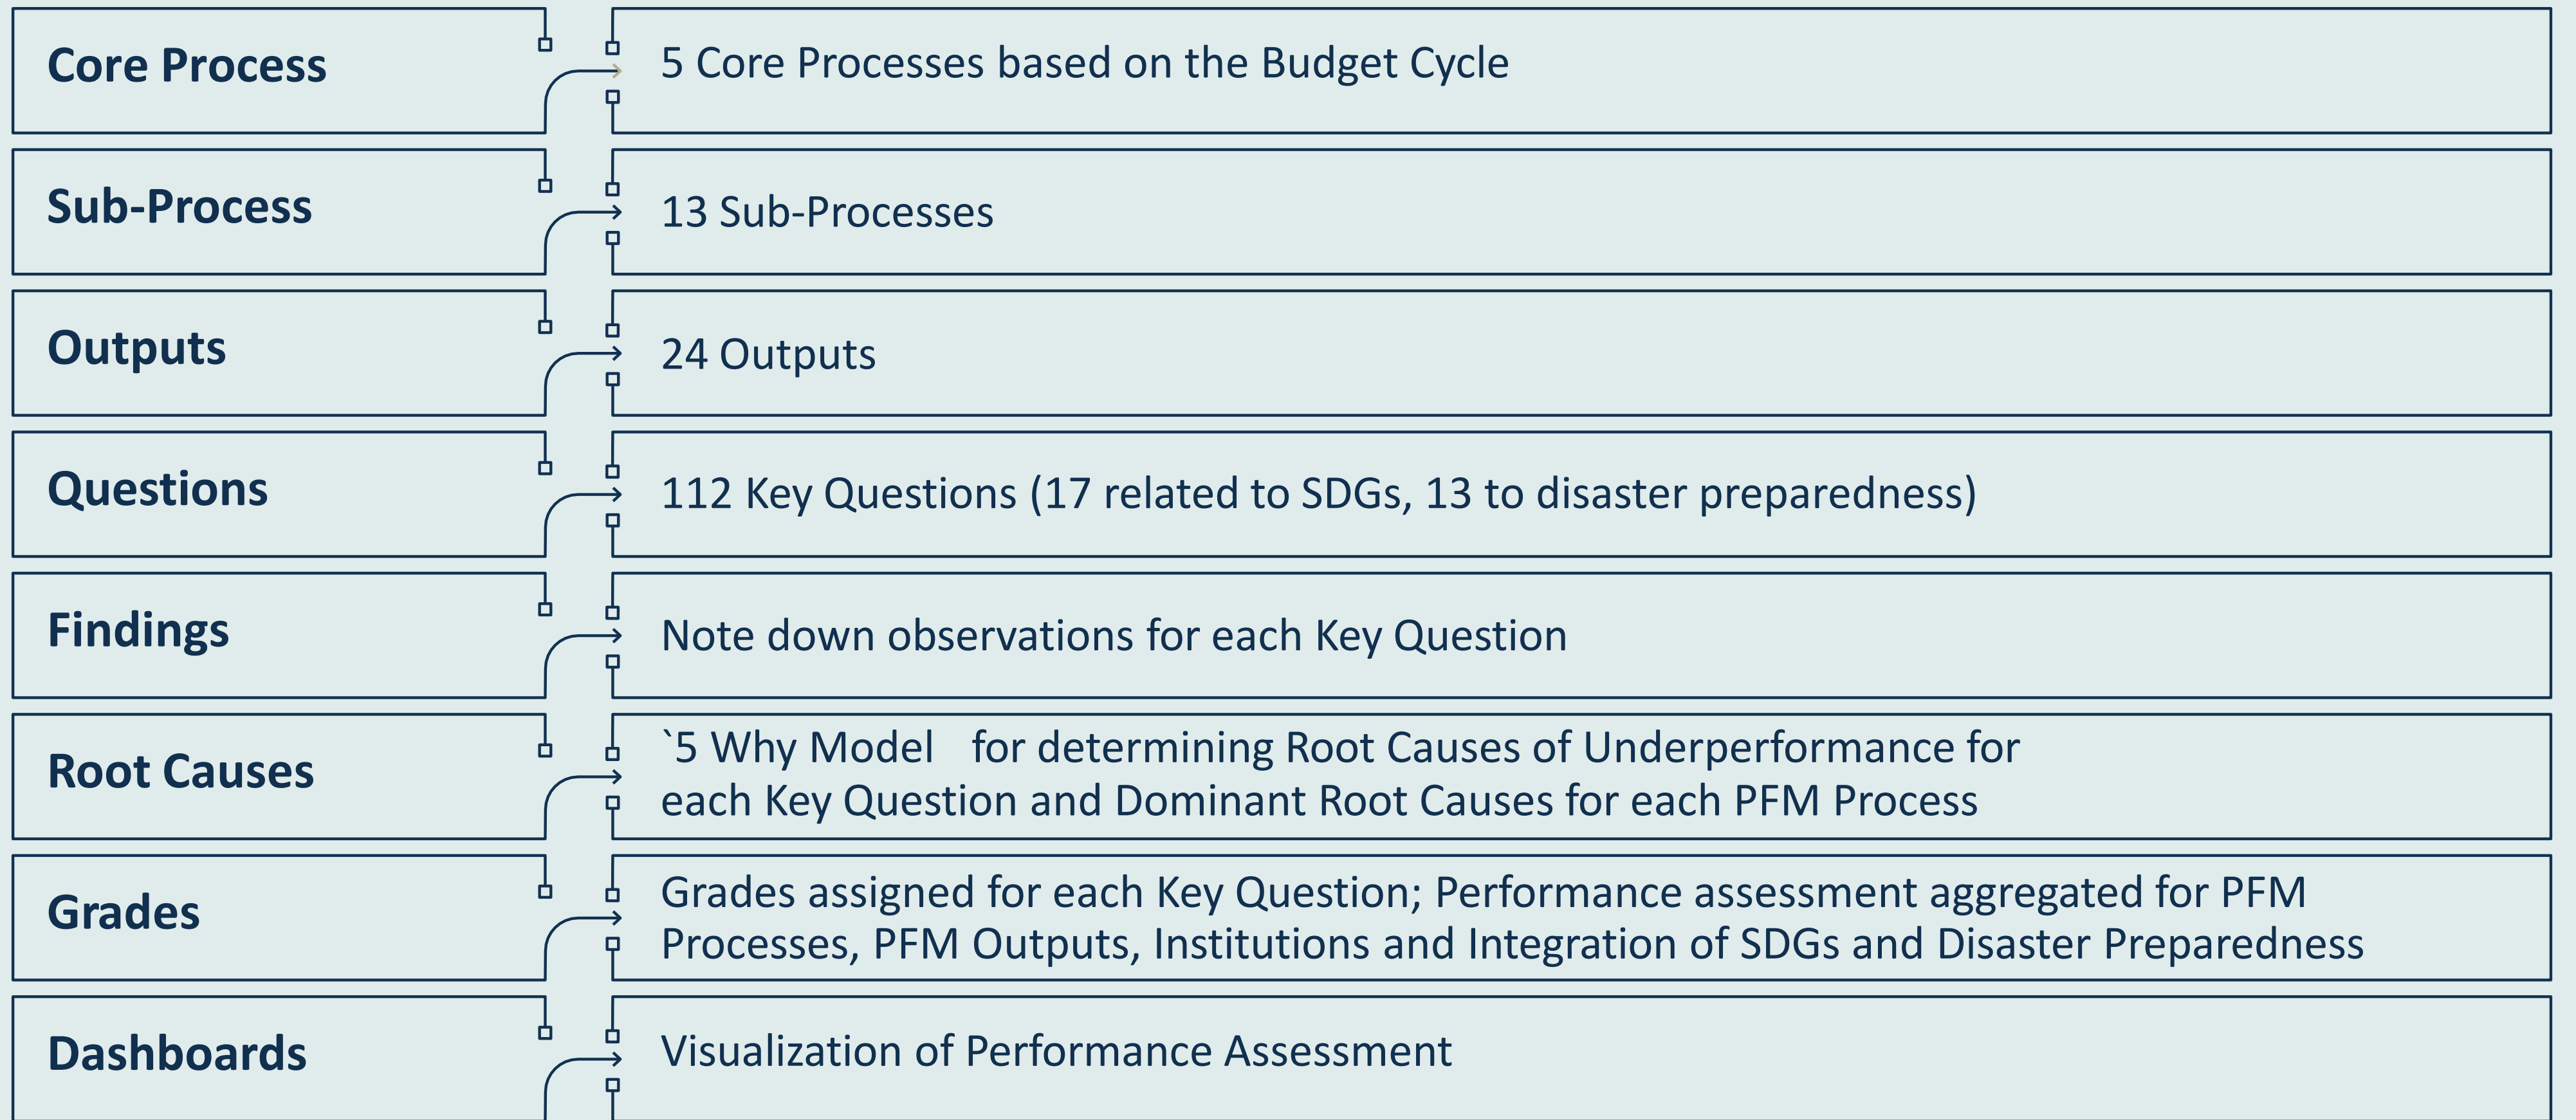 Core Process
5 Core Processes based on the Budget Cycle
Sub-Process
13 Sub-Processes
Outputs
24 Outputs
Questions
112 Key Questions (17 related to SDGs, 13 to disaster preparedness)
Findings
Note down observations for each Key Question
Root Causes
`5 Why Model   for determining Root Causes of Underperformance for
each Key Question and Dominant Root Causes for each PFM Process
Grades
Grades assigned for each Key Question; Performance assessment aggregated for PFM
Processes, PFM Outputs, Institutions and Integration of SDGs and Disaster Preparedness
Dashboards
Visualization of Performance Assessment